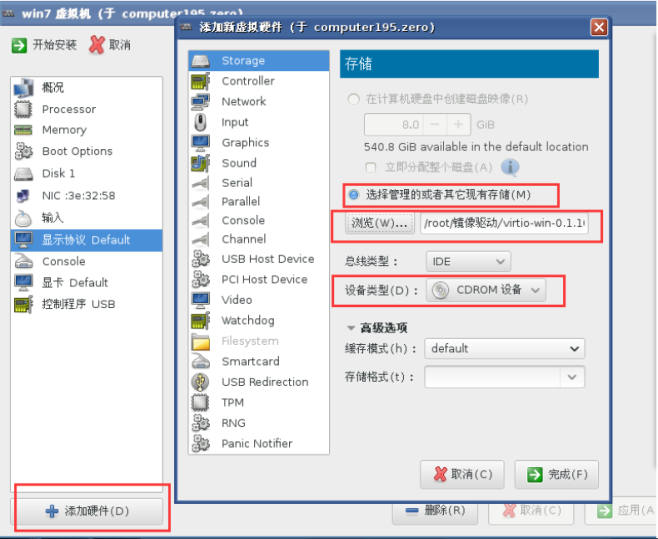 win7 虚拟机 (于 computer195.zero)
开始安装 取消
概况
Processor
Memory
Boot Options
Disk 1
NIC :3e:32:58
输入
显示协议 Default
Console
显卡 Default
控制程序 USB
添加硬件(D)
添加新虚拟硬件 (于 computer195.zero)
Storage
Controller
Network
Input
Graphics
Sound
Serial
Parallel
Console
Channel
USB Host Device
PCI Host Device
Video
Watchdog
Filesystem
Smartcard
USB Redirection
TPM
RNG
Panic Notifier
存储
在计算机硬盘中创建磁盘映像(R)
8.0 − + GiB
540.8 GiB available in the default location
立即分配整个磁盘(A)
选择管理的或者其它现有存储(M)
浏览(W)... /root/镜像驱动/virtio-win-0.1.1
总线类型： IDE
设备类型(D)： CDROM 设备
高级选项
缓存模式(h)： default
存储格式(t)：
取消(C) 完成(F)
删除(R) 取消(C) 应用(A